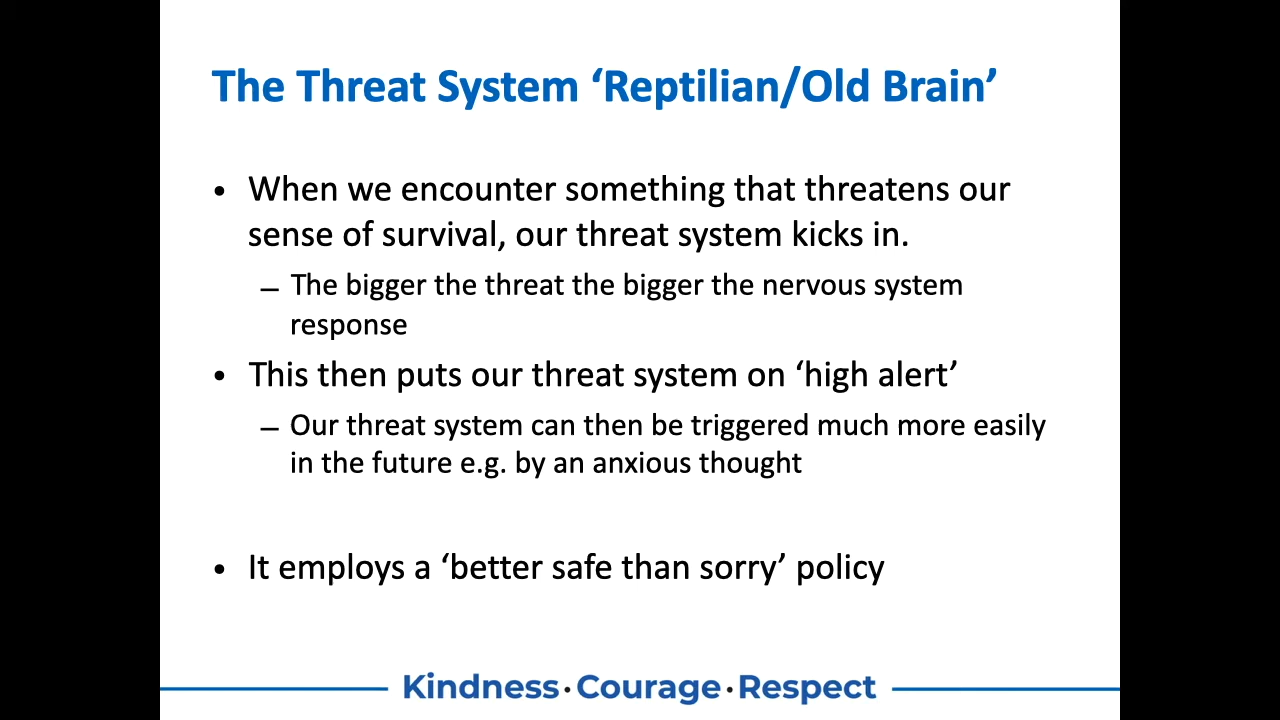 The Threat System ‘Reptilian/Old Brain’
• When we encounter something that threatens our
sense of survival, our threat system kicks in.
– The bigger the threat the bigger the nervous system
response
• This then puts our threat system on ‘high alert’
– Our threat system can then be triggered much more easily
in the future e.g. by an anxious thought
• It employs a ‘better safe than sorry’ policy
Kindness·Courage·Respect